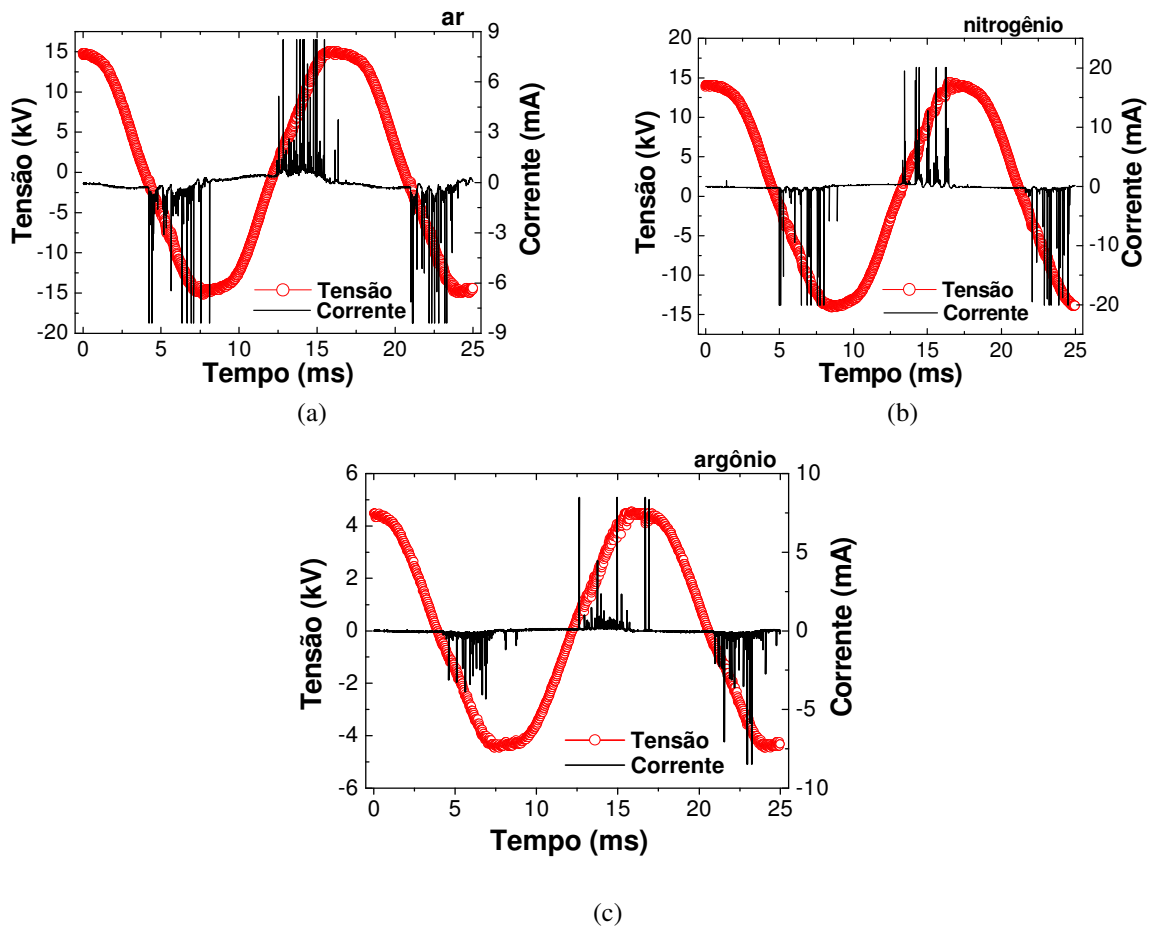 ar
15
10
5
0
-5
-10
-15
-20
Tensão (kV)
9
6
3
0
-3
-6
-9
Corrente (mA)
Tensão
Corrente
0 5 10 15 20 25
Tempo (ms)
(a)
nitrogênio
20
15
10
5
0
-5
-10
-15
Tensão (kV)
20
10
0
-10
-20
Corrente (mA)
Tensão
Corrente
0 5 10 15 20 25
Tempo (ms)
(b)
argônio
6
4
2
0
-2
-4
-6
Tensão (kV)
10
5
0
-5
-10
Corrente (mA)
Tensão
Corrente
0 5 10 15 20 25
Tempo (ms)
(c)